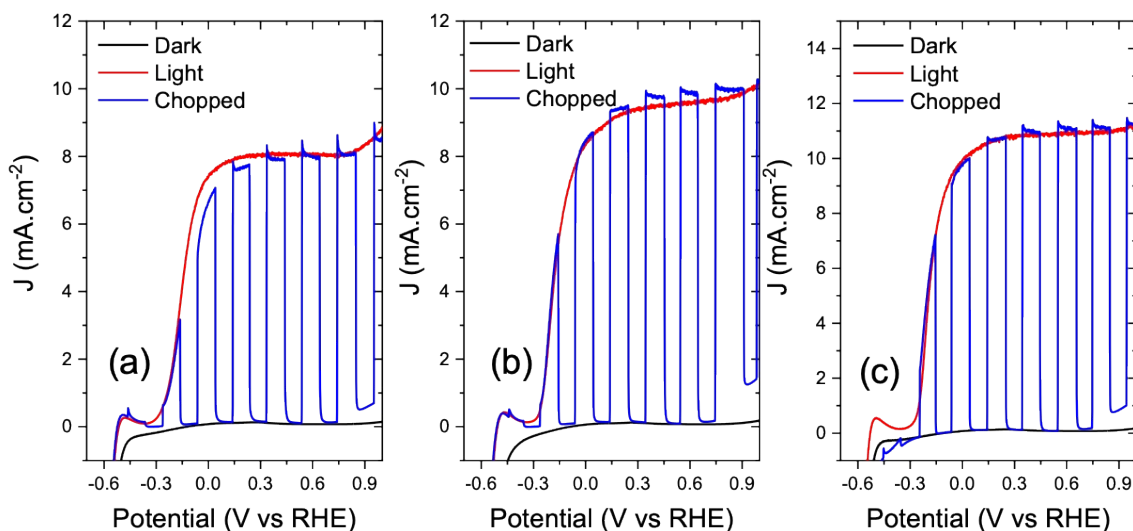 12
10
8
6
4
2
0
J (mA.cm-2)
Dark
Light
Chopped
(a)
-0.6 -0.3 0.0 0.3 0.6 0.9
Potential (V vs RHE)
12
10
8
6
4
2
0
J (mA.cm-2)
Dark
Light
Chopped
(b)
-0.6 -0.3 0.0 0.3 0.6 0.9
Potential (V vs RHE)
14
12
10
8
6
4
2
0
J (mA.cm-2)
Dark
Light
Chopped
(c)
-0.6 -0.3 0.0 0.3 0.6 0.9
Potential (V vs RHE)